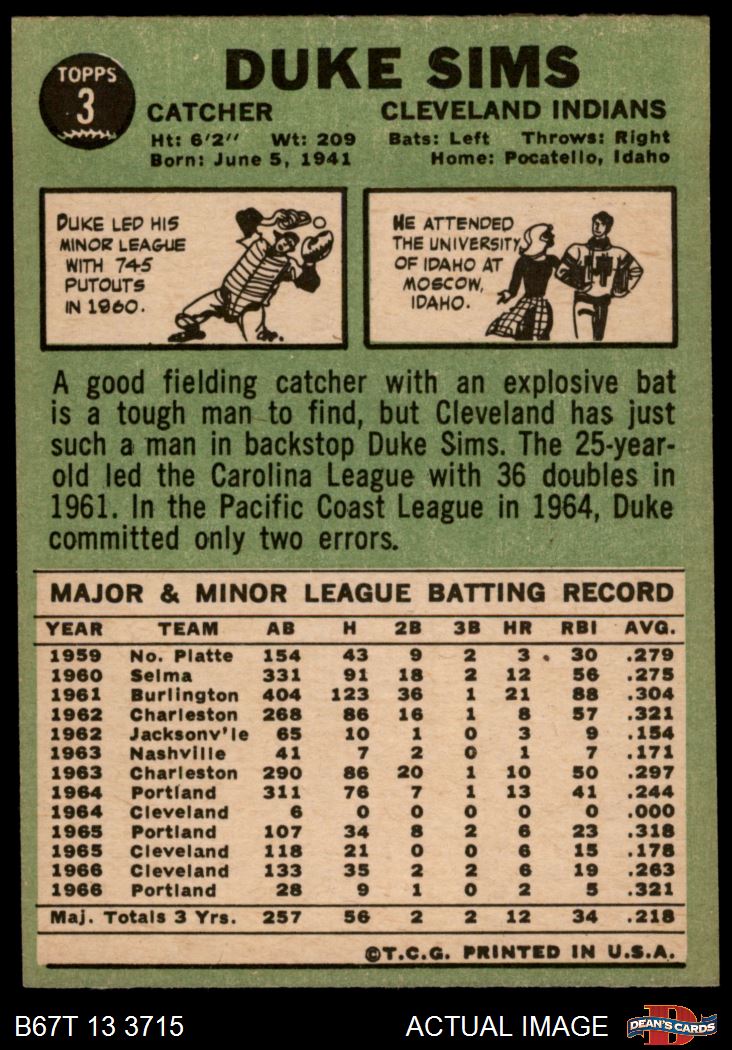 DUKE SIMS
TOPPS
3
CATCHER CLEVELAND INDIANS
Ht: 6'2" Wt: 209 Bats: Left Throws: Right
Born: June 5, 1941 Home: Pocatello, Idaho
DUKE LED HIS
MINOR LEAGUE
WITH 745
PUTOUTS
IN 1960.
HE ATTENDED
THE UNIVERSITY
OF IDAHO AT
MOSCOW,
IDAHO.
A good fielding catcher with an explosive bat
is a tough man to find, but Cleveland has just
such a man in backstop Duke Sims. The 25-year-
old led the Carolina League with 36 doubles in
1961. In the Pacific Coast League in 1964, Duke
committed only two errors.
MAJOR & MINOR LEAGUE BATTING RECORD
YEAR TEAM AB H 2B 3B HR RBI AVG.
1959 No. Platte 154 43 9 2 3 30 .279
1960 Selma 331 91 18 2 12 56 .275
1961 Burlington 404 123 36 1 21 88 .304
1962 Charleston 268 86 16 1 8 57 .321
1962 Jacksonv'le 65 10 1 0 3 9 .154
1963 Nashville 41 7 2 0 1 7 .171
1963 Charleston 290 86 20 1 10 50 .297
1964 Portland 311 76 7 1 13 41 .244
1964 Cleveland 6 0 0 0 0 0 .000
1965 Portland 107 34 8 2 6 23 .318
1965 Cleveland 118 21 0 0 6 15 .178
1966 Cleveland 133 35 2 2 6 19 .263
1966 Portland 28 9 1 0 2 5 .321
Maj. Totals 3 Yrs. 257 56 2 2 12 34 .218
©T.C.G. PRINTED IN U.S.A.
B67T 13 3715 ACTUAL IMAGE
D
DEAN'S CARDS